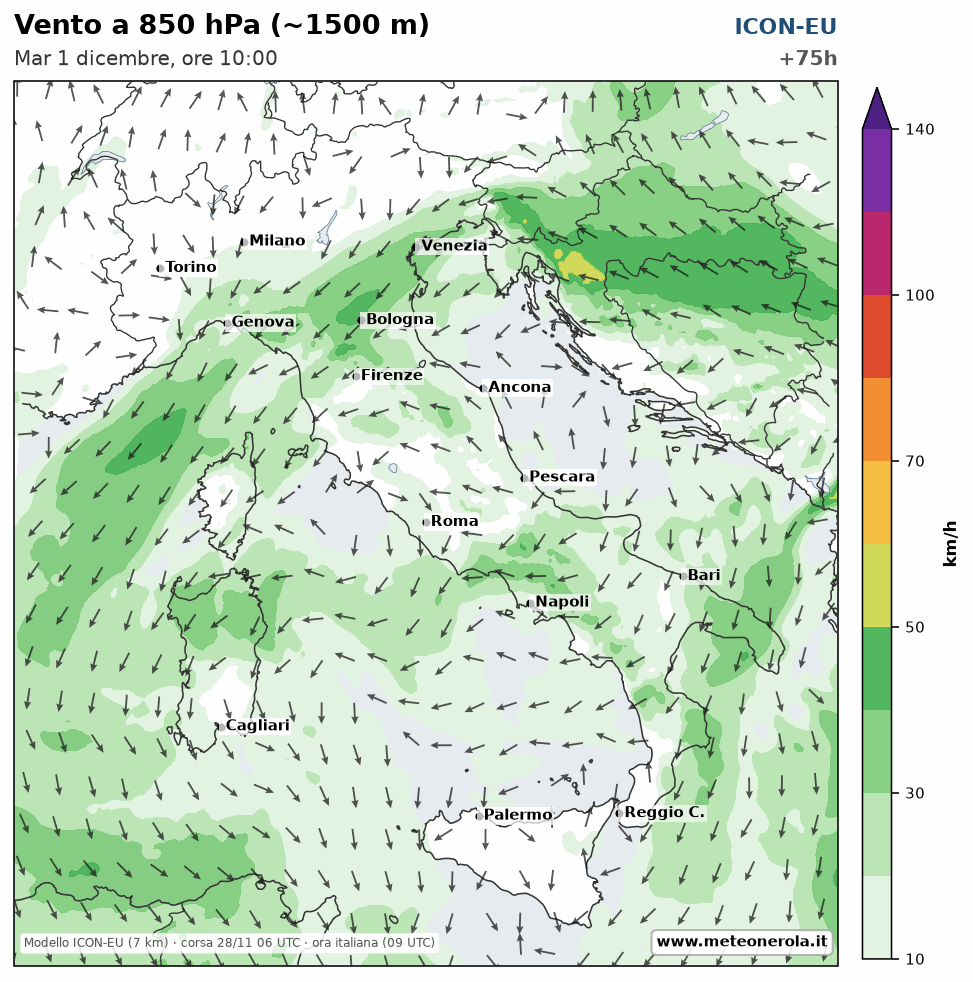 Vento a 850 hPa (~1500 m)
ICON-EU
Mar 1 dicembre, ore 10:00
+75h
140
100
70
50
30
10
km/h
Milano
Venezia
Torino
Genova
Bologna
Firenze
Ancona
Pescara
Roma
Bari
Napoli
Cagliari
Palermo
Reggio C.
Modello ICON-EU (7 km) · corsa 28/11 06 UTC · ora italiana (09 UTC)
www.meteonerola.it